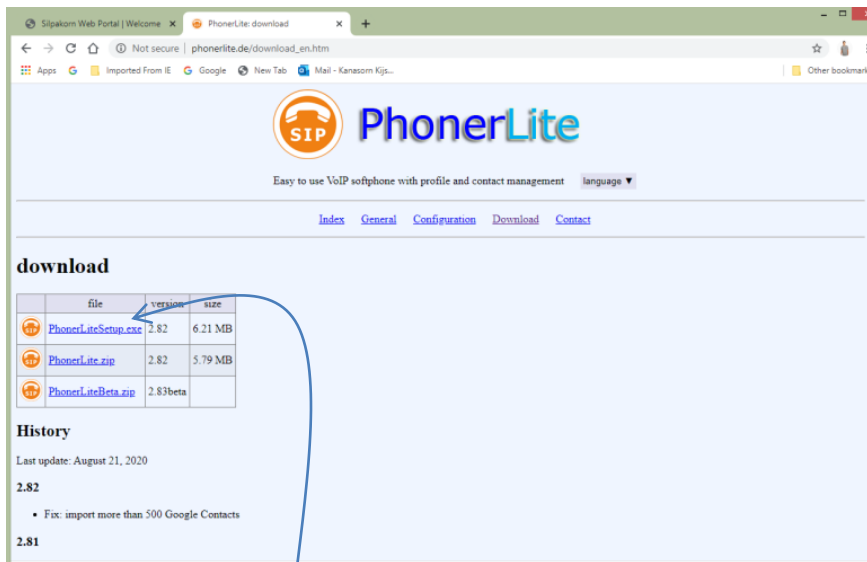 Silpakorn Web Portal | Welcome
PhonerLite: download
Not secure | phonerlite.de/download_en.htm
Apps Imported From IE Google New Tab Mail - Kanasorn Kijs... Other bookmark
SIP PhonerLite
Easy to use VoIP softphone with profile and contact management language ▼
Index General Configuration Download Contact
download
file version size
PhonerLiteSetup.exe 2.82 6.21 MB
PhonerLite.zip 2.82 5.79 MB
PhonerLiteBeta.zip 2.83beta
History
Last update: August 21, 2020
2.82
• Fix: import more than 500 Google Contacts
2.81